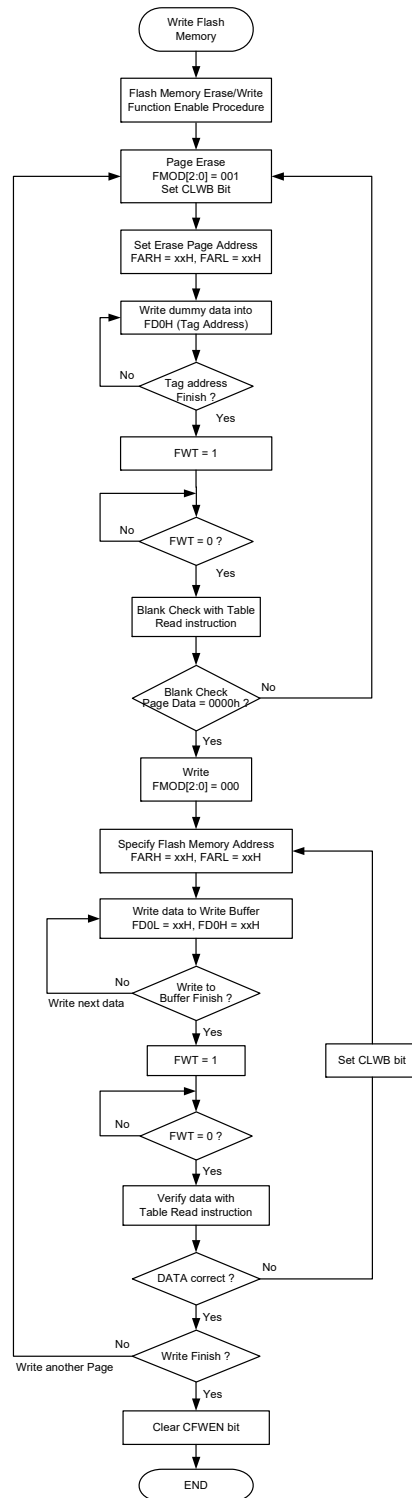 Write Flash
Memory
Flash Memory Erase/Write
Function Enable Procedure
Page Erase
FMOD[2:0] = 001
Set CLWB Bit
Set Erase Page Address
FARH = xxH, FARL = xxH
Write dummy data into
FD0H (Tag Address)
No
Tag address
Finish ?
Yes
FWT = 1
No
FWT = 0 ?
Yes
Blank Check with Table
Read instruction
No
Blank Check
Page Data = 0000h ?
Yes
Write
FMOD[2:0] = 000
Specify Flash Memory Address
FARH = xxH, FARL = xxH
Write data to Write Buffer
FD0L = xxH, FD0H = xxH
No
Write to
Buffer Finish ?
Write next data
Yes
FWT = 1
Set CLWB bit
No
FWT = 0 ?
Yes
Verify data with
Table Read instruction
No
DATA correct ?
Yes
No
Write Finish ?
Write another Page
Yes
Clear CFWEN bit
END